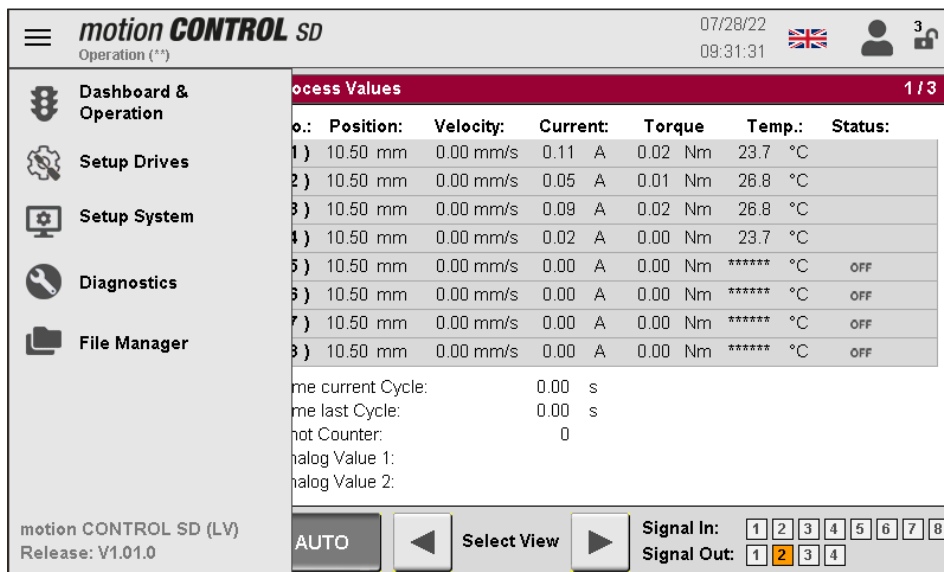 motion CONTROL SD
Operation (**)
07/28/22
09:31:31
3
Dashboard &
Operation
Setup Drives
Setup System
Diagnostics
File Manager
motion CONTROL SD (LV)
Release: V1.01.0
ocess Values 1/3
o.: Position: Velocity: Current: Torque Temp.: Status:
1) 10.50 mm 0.00 mm/s 0.11 A 0.02 Nm 23.7 °C
2) 10.50 mm 0.00 mm/s 0.05 A 0.01 Nm 26.8 °C
3) 10.50 mm 0.00 mm/s 0.09 A 0.02 Nm 26.8 °C
4) 10.50 mm 0.00 mm/s 0.02 A 0.00 Nm 23.7 °C
5) 10.50 mm 0.00 mm/s 0.00 A 0.00 Nm ****** °C OFF
6) 10.50 mm 0.00 mm/s 0.00 A 0.00 Nm ****** °C OFF
7) 10.50 mm 0.00 mm/s 0.00 A 0.00 Nm ****** °C OFF
8) 10.50 mm 0.00 mm/s 0.00 A 0.00 Nm ****** °C OFF
me current Cycle: 0.00 s
me last Cycle: 0.00 s
hot Counter: 0
nalog Value 1:
nalog Value 2:
AUTO
Select View
Signal In: 1 2 3 4 5 6 7 8
Signal Out: 1 2 3 4